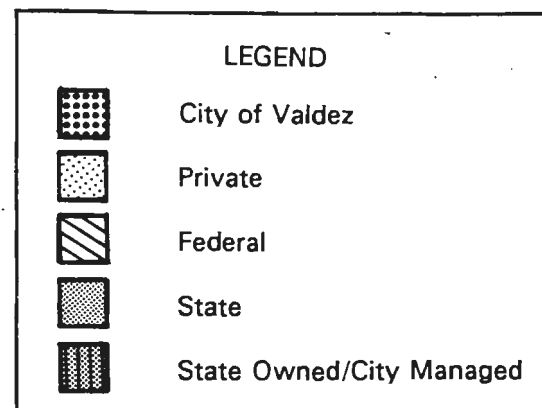 LEGEND
City of Valdez
Private
Federal
State
State Owned/City Managed